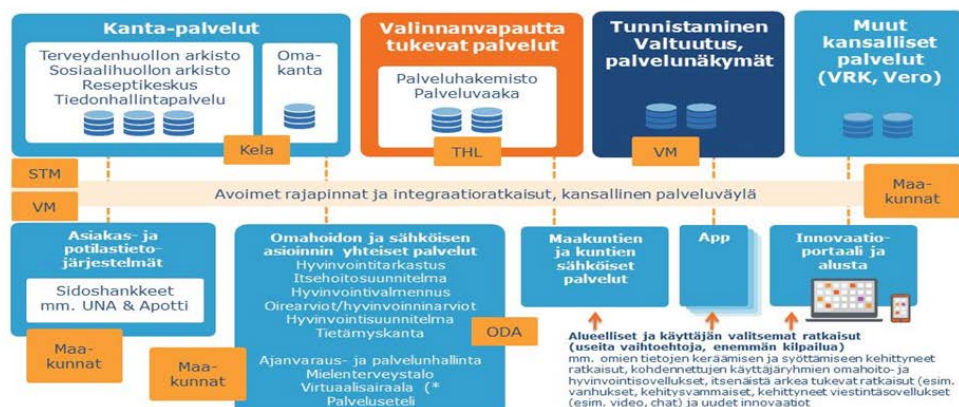 Kanta-palvelut
Terveydenhuollon arkisto
Sosiaalihuollon arkisto
Reseptikeskus
Tiedonhallintapalvelu
Oma-
kanta
Kela
Valinnanvapautta
tukevat palvelut
Palveluhakemisto
Palveluvaaka
THL
Tunnistaminen
Valtuutus,
palvelunäkymät
VM
Muut
kansalliset
palvelut
(VRK, Vero)
STM
VM
Avoimet rajapinnat ja integraatioratkaisut, kansallinen palveluväylä
Maa-
kunnat
Asiakas- ja
potilastieto-
järjestelmät
Sidoshankkeet
mm. UNA & Apotti
Maa-
kunnat
Omahoidon ja sähköisen
asioinnin yhteiset palvelut
Hyvinvointitarkastus
Itsehoitosuunnitelma
Hyvinvointivalmennus
Oirearviot/hyvinvoinninarviot
Hyvinvointisuunnitelma
Tietämyskanta
Ajanvaraus- ja palvelunhallinta
Mielenterveystalo
Virtuaalisairaala (*
Palveluseteli
Maa-
kunnat
ODA
Maakuntien
ja kuntien
sähköiset
palvelut
App
Innovaatio-
portaali ja
alusta
Alueelliset ja käyttäjän valitsemat ratkaisut
(useita vaihtoehtoja, enemmän kilpailua)
mm. omien tietojen keräämisen ja syöttämiseen kehittyneet
ratkaisut, kohdennettujen käyttäjäryhmien omahoito- ja
hyvinvointisovellukset, itsenäistä arkea tukevat ratkaisut (esim.
vanhukset, kehitysvammaiset, kehittyneet viestintäsovellukset
(esim. video, chat) ja uudet innovaatiot